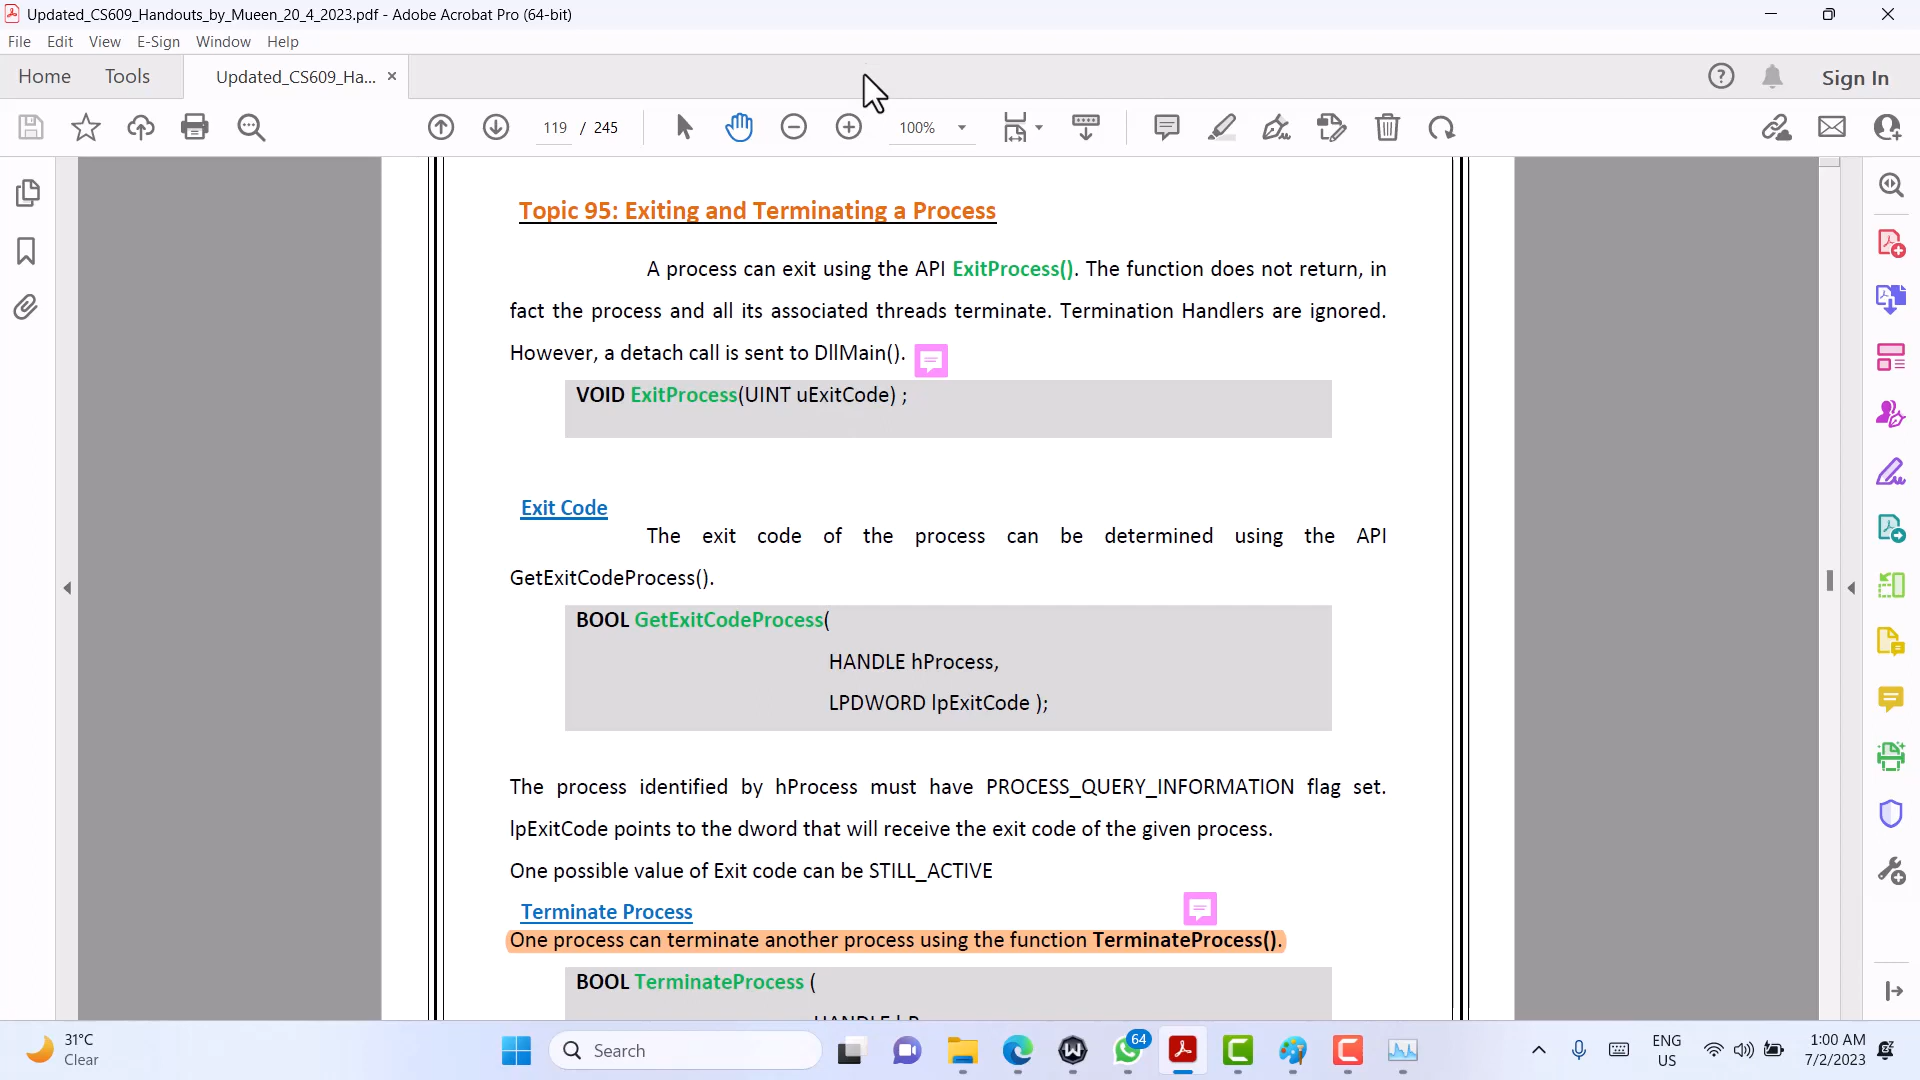 Updated_CS609_Handouts_by_Mueen_20_4_2023.pdf - Adobe Acrobat Pro (64-bit)
File Edit View E-Sign Window Help
Home Tools Updated_CS609_Ha... Sign In
119 / 245 100%
Topic 95: Exiting and Terminating a Process
A process can exit using the API ExitProcess(). The function does not return, in
fact the process and all its associated threads terminate. Termination Handlers are ignored.
However, a detach call is sent to DllMain().
VOID ExitProcess(UINT uExitCode) ;
Exit Code
The exit code of the process can be determined using the API
GetExitCodeProcess().
BOOL GetExitCodeProcess(
HANDLE hProcess,
LPDWORD lpExitCode );
The process identified by hProcess must have PROCESS_QUERY_INFORMATION flag set.
lpExitCode points to the dword that will receive the exit code of the given process.
One possible value of Exit code can be STILL_ACTIVE
Terminate Process
One process can terminate another process using the function TerminateProcess().
BOOL TerminateProcess (
31°C
Clear
Search
64
ENG
US
1:00 AM
7/2/2023